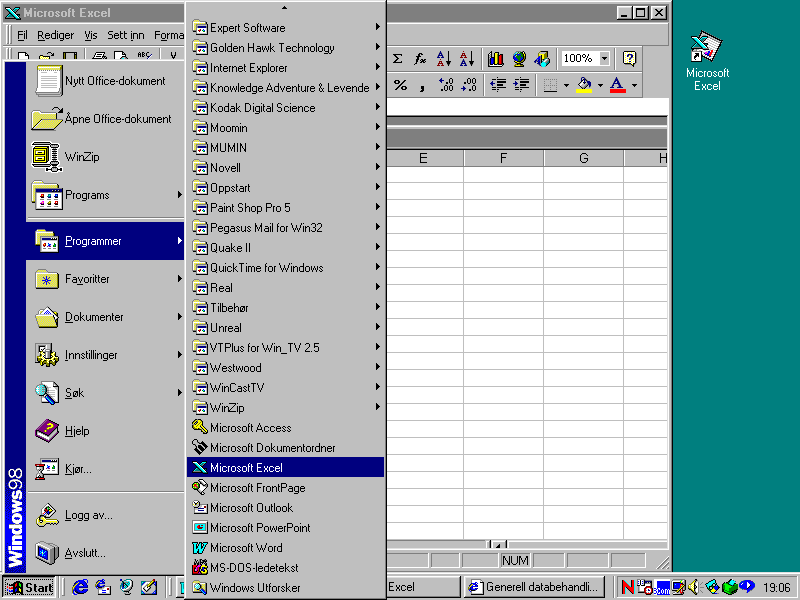 Microsoft Excel
Fil Rediger Vis Sett inn Forma
100%
E F G H
NUM
Microsoft
Excel
Nytt Office-dokument
Åpne Office-dokument
WinZip
Programs
Programmer
Favoritter
Dokumenter
Innstillinger
Søk
Hjelp
Kjør...
Logg av...
Avslutt...
Windows98
Expert Software
Golden Hawk Technology
Internet Explorer
Knowledge Adventure & Levende
Kodak Digital Science
Moomin
MUMIN
Novell
Oppstart
Paint Shop Pro 5
Pegasus Mail for Win32
Quake II
QuickTime for Windows
Real
Tilbehør
Unreal
VTPlus for Win_TV 2.5
Westwood
WinCastTV
WinZip
Microsoft Access
Microsoft Dokumentordner
Microsoft Excel
Microsoft FrontPage
Microsoft Outlook
Microsoft PowerPoint
Microsoft Word
MS-DOS-ledetekst
Windows Utforsker
Start
Excel
Generell databehandli...
19:06